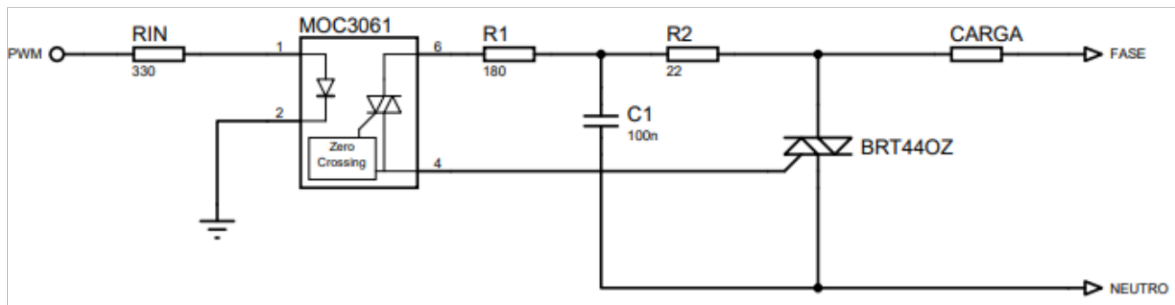 MOC3061
PWM
RIN
330
1
2
Zero
Crossing
6
4
R1
180
C1
100n
R2
22
BRT44OZ
CARGA
FASE
NEUTRO